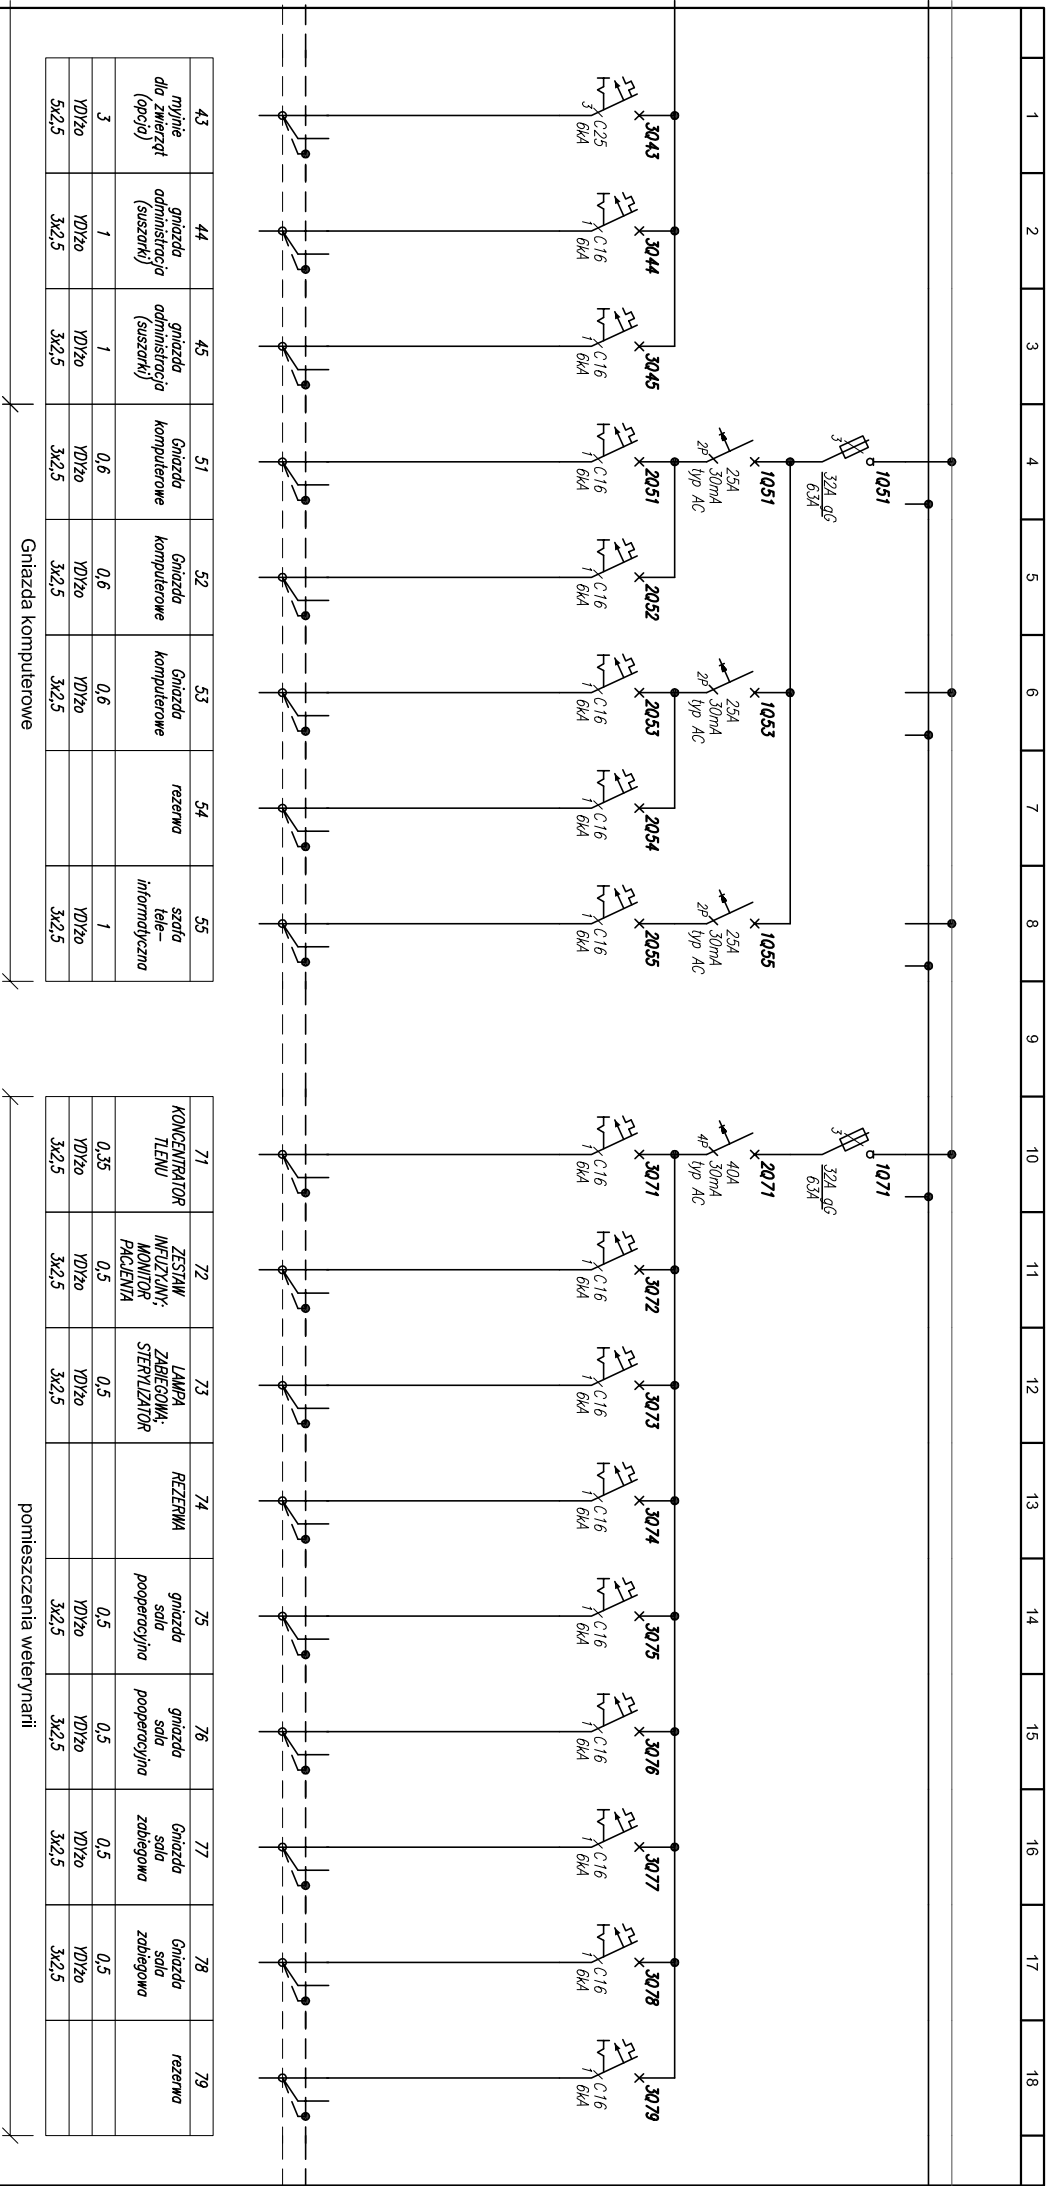 1
2
3
4
5
6
7
8
9
10
11
12
13
14
15
16
17
18
1Q51
3
32A gG
63A
1Q71
3
32A gG
63A
1Q51
25A
30mA
typ AC
2P
1Q53
25A
30mA
typ AC
2P
1Q55
25A
30mA
typ AC
2P
2Q71
40A
30mA
typ AC
4P
3Q43
C25
3
6kA
3Q44
C16
1
6kA
3Q45
C16
1
6kA
2Q51
C16
1
6kA
2Q52
C16
1
6kA
2Q53
C16
1
6kA
2Q54
C16
1
6kA
2Q55
C16
1
6kA
3Q71
C16
1
6kA
3Q72
C16
1
6kA
3Q73
C16
1
6kA
3Q74
C16
1
6kA
3Q75
C16
1
6kA
3Q76
C16
1
6kA
3Q77
C16
1
6kA
3Q78
C16
1
6kA
3Q79
C16
1
6kA
43
myjnie
dla zwierząt
(opcja)
3
YDYżo
5x2,5
44
gniazda
administracja
(suszarki)
1
YDYżo
3x2,5
45
gniazda
administracja
(suszarki)
1
YDYżo
3x2,5
51
Gniazda
komputerowe
0,6
YDYżo
3x2,5
52
Gniazda
komputerowe
0,6
YDYżo
3x2,5
53
Gniazda
komputerowe
0,6
YDYżo
3x2,5
54
rezerwa
YDYżo
3x2,5
55
szafa
tele-
informatyczna
1
YDYżo
3x2,5
71
KONCENTRATOR
TLENU
0,35
YDYżo
3x2,5
72
ZESTAW
INFUZYJNY;
MONITOR
PACJENTA
0,5
YDYżo
3x2,5
73
LAMPA
ZABIEGOWA;
STERYLIZATOR
0,5
YDYżo
3x2,5
74
REZERWA
YDYżo
3x2,5
75
gniazda
sala
pooperacyjna
0,5
YDYżo
3x2,5
76
gniazda
sala
pooperacyjna
0,5
YDYżo
3x2,5
77
Gniazda
sala
zabiegowa
0,5
YDYżo
3x2,5
78
Gniazda
sala
zabiegowa
0,5
YDYżo
3x2,5
79
rezerwa
YDYżo
3x2,5
Gniazda komputerowe
pomieszczenia weterynarii